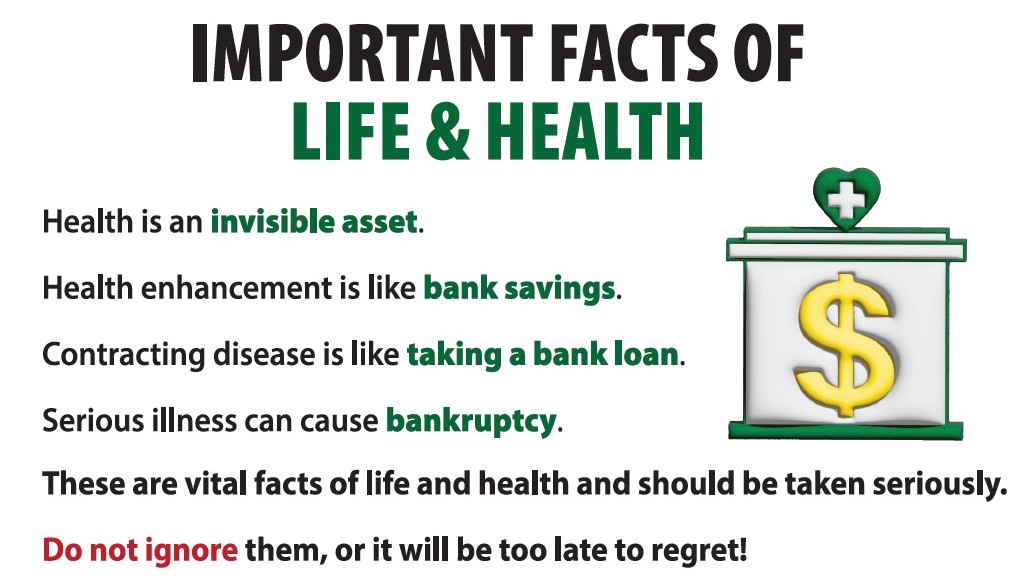 IMPORTANT FACTS OF
LIFE & HEALTH
Health is an invisible asset.
Health enhancement is like bank savings.
Contracting disease is like taking a bank loan.
Serious illness can cause bankruptcy.
These are vital facts of life and health and should be taken seriously.
Do not ignore them, or it will be too late to regret!
$